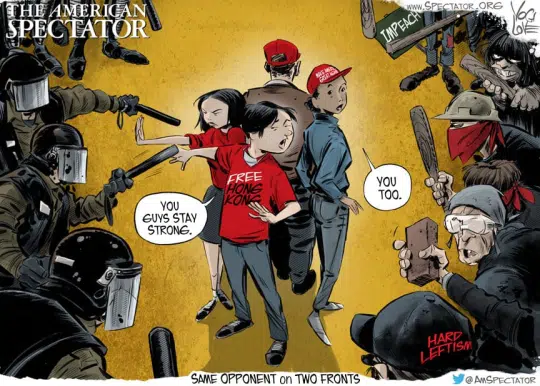 THE AMERICAN
SPECTATOR
WWW.SPECTATOR.ORG
IMPEACH
FREE
HONG
KONG
YOU
GUYS STAY
STRONG.
YOU
TOO.
HARD
LEFTISM
SAME OPPONENT on TWO FRONTS
@AmSPECTATOR